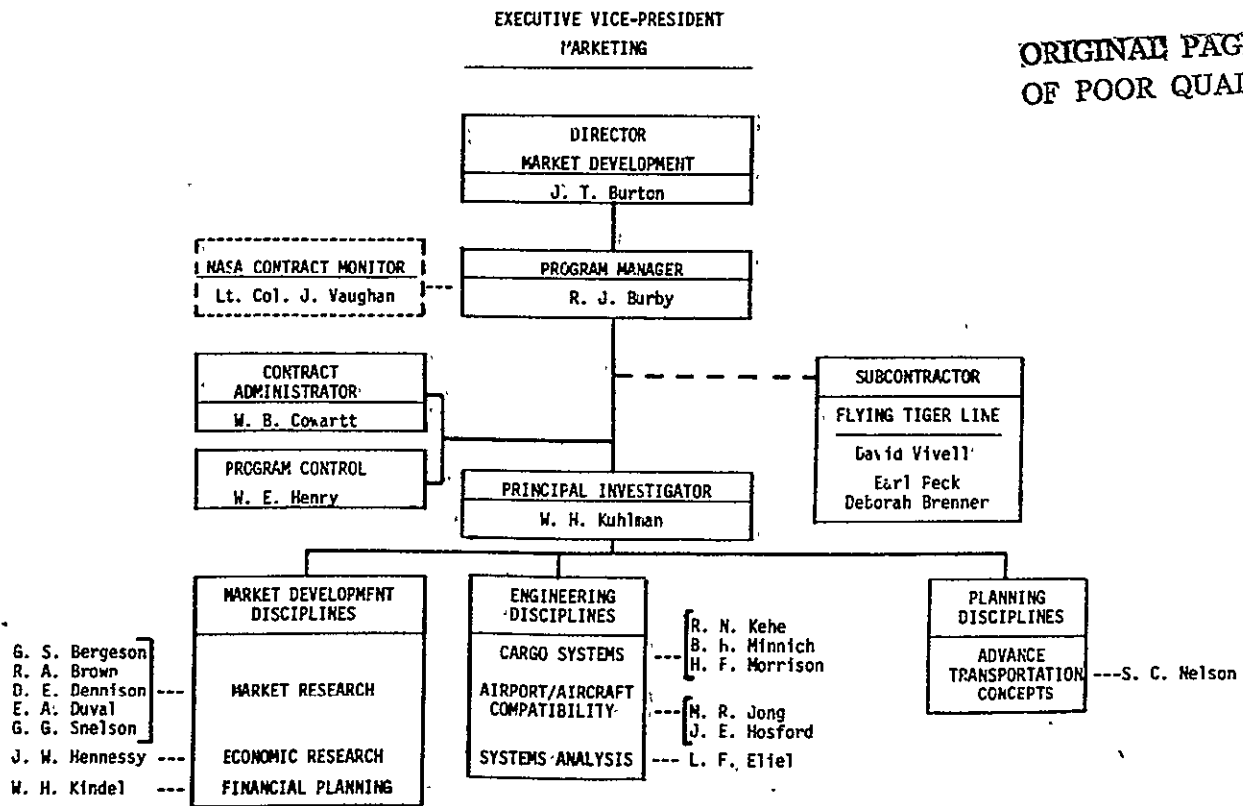 EXECUTIVE VICE-PRESIDENT
MARKETING
ORIGINAL PAG
OF POOR QUAL
DIRECTOR
MARKET DEVELOPMENT
J. T. Burton
NASA CONTRACT MONITOR
Lt. Col. J. Vaughan
PROGRAM MANAGER
R. J. Burby
CONTRACT
ADMINISTRATOR
W. B. Cowartt
PROGRAM CONTROL
W. E. Henry
SUBCONTRACTOR
FLYING TIGER LINE
David Vivell
Earl Peck
Deborah Brenner
PRINCIPAL INVESTIGATOR
W. H. Kuhlman
MARKET DEVELOPMENT
DISCIPLINES
G. S. Bergeson
R. A. Brown
D. E. Dennison
E. A. Duval
G. G. Snelson
MARKET RESEARCH
J. W. Hennessy
ECONOMIC RESEARCH
W. H. Kindel
FINANCIAL PLANNING
ENGINEERING
DISCIPLINES
CARGO SYSTEMS
R. N. Kehe
B. h. Minnich
H. F. Morrison
AIRPORT/AIRCRAFT
COMPATIBILITY
M. R. Jong
J. E. Hosford
SYSTEMS ANALYSIS
L. F. Eliel
PLANNING
DISCIPLINES
ADVANCE
TRANSPORTATION
CONCEPTS
S. C. Nelson